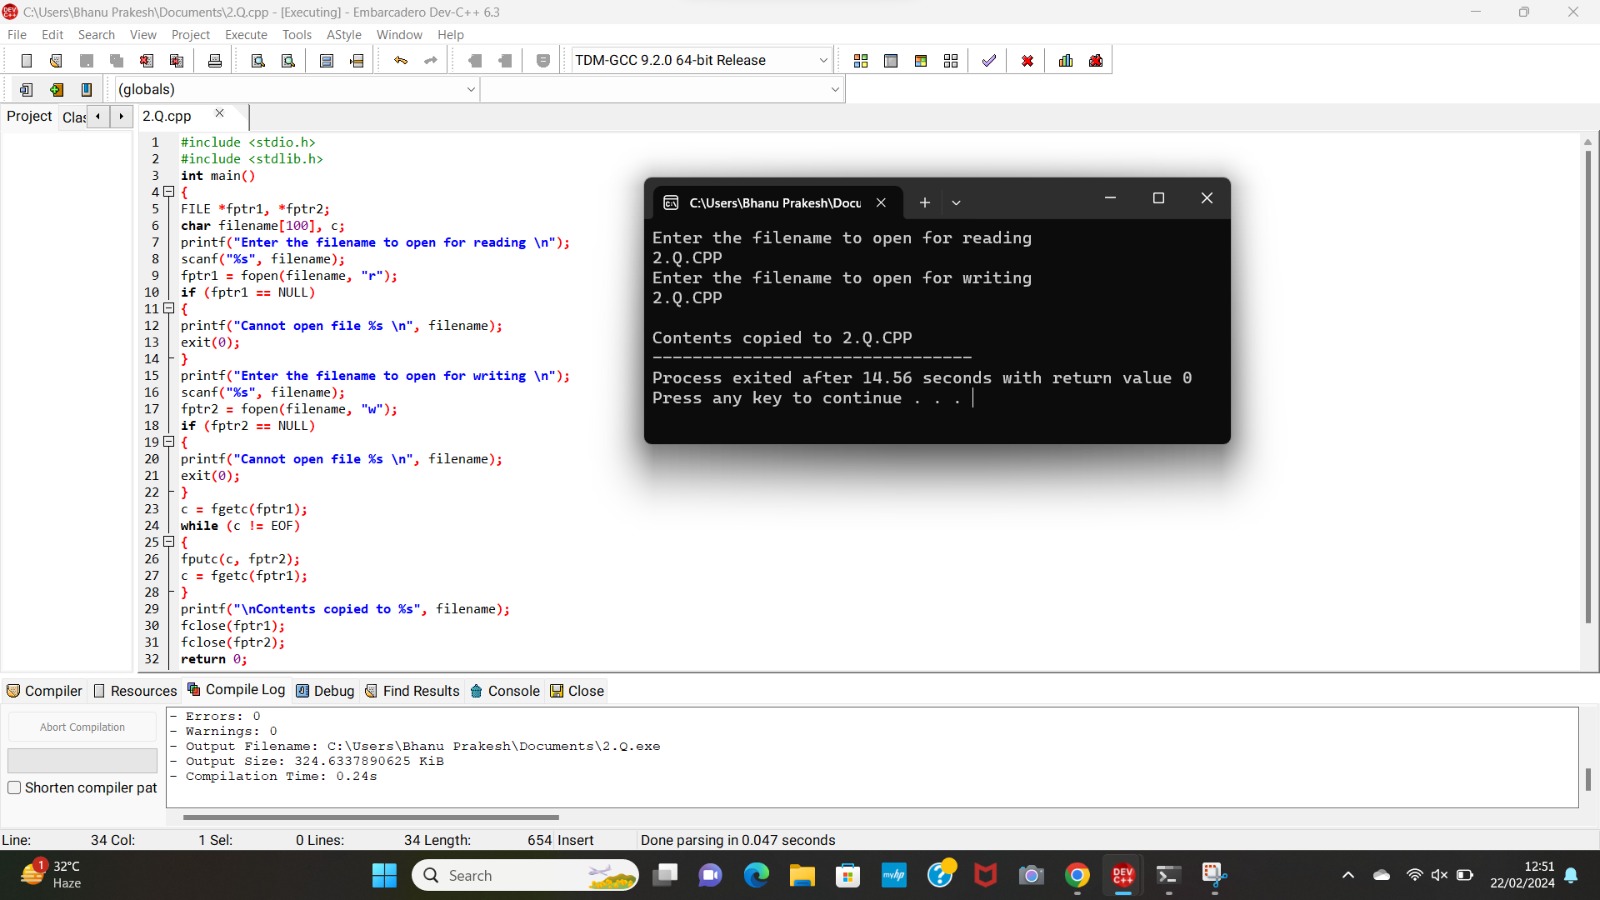 C:\Users\Bhanu Prakesh\Documents\2.Q.cpp - [Executing] - Embarcadero Dev-C++ 6.3
File Edit Search View Project Execute Tools AStyle Window Help
TDM-GCC 9.2.0 64-bit Release
(globals)
Project Clas 2.Q.cpp
1 #include <stdio.h>
2 #include <stdlib.h>
3 int main()
4 {
5 FILE *fptr1, *fptr2;
6 char filename[100], c;
7 printf("Enter the filename to open for reading \n");
8 scanf("%s", filename);
9 fptr1 = fopen(filename, "r");
10 if (fptr1 == NULL)
11 {
12 printf("Cannot open file %s \n", filename);
13 exit(0);
14 }
15 printf("Enter the filename to open for writing \n");
16 scanf("%s", filename);
17 fptr2 = fopen(filename, "w");
18 if (fptr2 == NULL)
19 {
20 printf("Cannot open file %s \n", filename);
21 exit(0);
22 }
23 c = fgetc(fptr1);
24 while (c != EOF)
25 {
26 fputc(c, fptr2);
27 c = fgetc(fptr1);
28 }
29 printf("\nContents copied to %s", filename);
30 fclose(fptr1);
31 fclose(fptr2);
32 return 0;
C:\Users\Bhanu Prakesh\Docu
Enter the filename to open for reading
2.Q.CPP
Enter the filename to open for writing
2.Q.CPP
Contents copied to 2.Q.CPP
--------------------------------
Process exited after 14.56 seconds with return value 0
Press any key to continue . . .
Compiler Resources Compile Log Debug Find Results Console Close
Abort Compilation
Shorten compiler pat
- Errors: 0
- Warnings: 0
- Output Filename: C:\Users\Bhanu Prakesh\Documents\2.Q.exe
- Output Size: 324.6337890625 KiB
- Compilation Time: 0.24s
Line: 34 Col: 1 Sel: 0 Lines: 34 Length: 654 Insert Done parsing in 0.047 seconds
1
32°C
Haze
Search
myhp
DEV
C++
12:51
22/02/2024